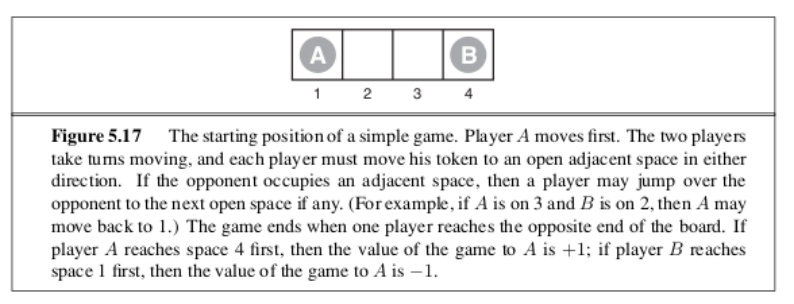 A B
1 2 3 4
Figure 5.17 The starting position of a simple game. Player A moves first. The two players
take turns moving, and each player must move his token to an open adjacent space in either
direction. If the opponent occupies an adjacent space, then a player may jump over the
opponent to the next open space if any. (For example, if A is on 3 and B is on 2, then A may
move back to 1.) The game ends when one player reaches the opposite end of the board. If
player A reaches space 4 first, then the value of the game to A is +1; if player B reaches
space 1 first, then the value of the game to A is −1.